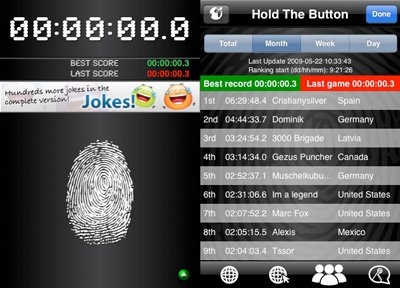 00:00:00.0
BEST SCORE 00:00:00.3
LAST SCORE 00:00:00.3
Hundreds more jokes in the
complete version!
Jokes!
Hold The Button
Done
Total Month Week Day
Last Update 2009-05-22 10:33:43
Ranking start (dd/hh/mm): 9:21:26
Best record 00:00:00.3 Last game 00:00:00.3
1st 06:29:48.4 Cristianysilver Spain
2nd 04:44:33.7 Dominik Germany
3rd 03:24:54.2 3000 Brigade Latvia
4th 03:14:34.0 Gezus Puncher Canada
5th 02:52:37.1 Muschelkubu... Germany
6th 02:31:06.6 Im a legend United States
7th 02:07:52.2 Marc Fox United States
8th 02:05:15.5 Alexis Mexico
9th 02:04:03.4 Tssor United States